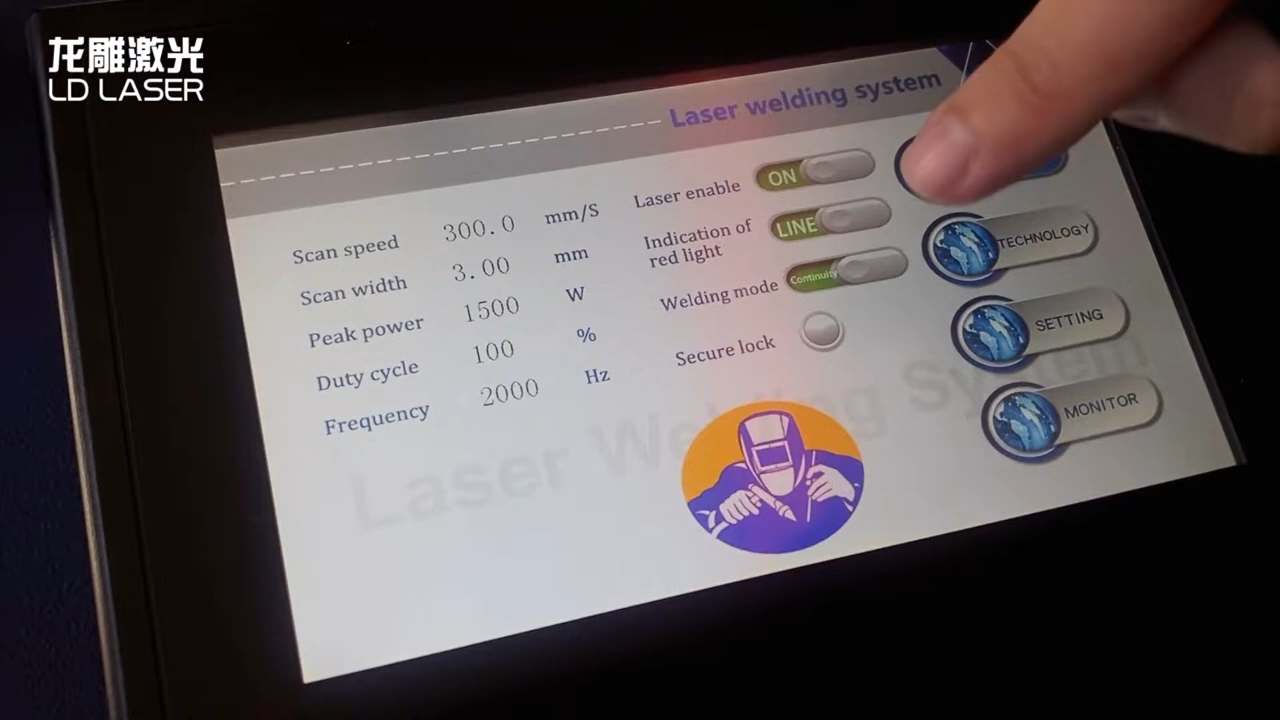 龙雕激光
LD LASER
Laser welding system
Scan speed 300.0 mm/S
Scan width 3.00 mm
Peak power 1500 W
Duty cycle 100 %
Frequency 2000 Hz
Laser enable ON
Indication of
red light LINE
Welding mode Continuity
Secure lock
TECHNOLOGY
SETTING
MONITOR
Laser Welding System